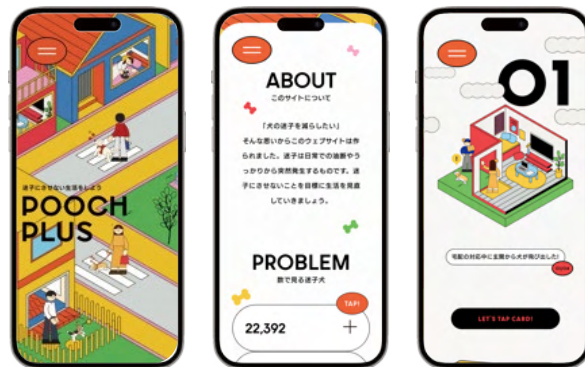 迷子にさせない生活をしよう
POOCH
PLUS
ABOUT
このサイトについて
「犬の迷子を減らしたい」
そんな思いからこのウェブサイトは作
られました。迷子は日常での油断やう
っかりから突然発生するものです。迷
子にさせないことを目標に生活を見直
していきましょう。
PROBLEM
数で見る迷子犬
TAP!
22,392
01
宅配の対応中に玄関から犬が飛び出した!
LET'S TAP CARD!